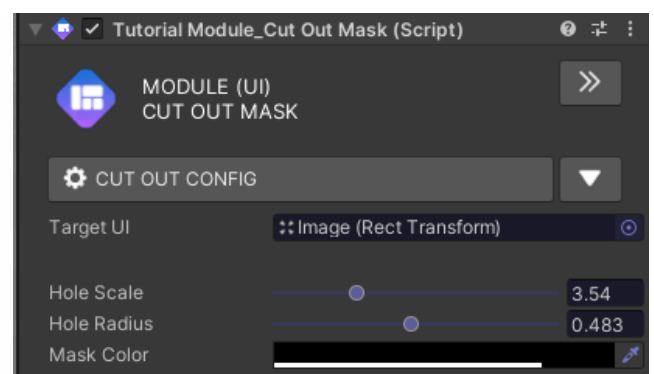 Tutorial Module_Cut Out Mask (Script)
MODULE (UI)
CUT OUT MASK
CUT OUT CONFIG
Target UI Image (Rect Transform)
Hole Scale 3.54
Hole Radius 0.483
Mask Color